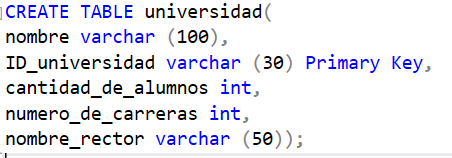 CREATE TABLE universidad(
nombre varchar (100),
ID_universidad varchar (30) Primary Key,
cantidad_de_alumnos int,
numero_de_carreras int,
nombre_rector varchar (50));